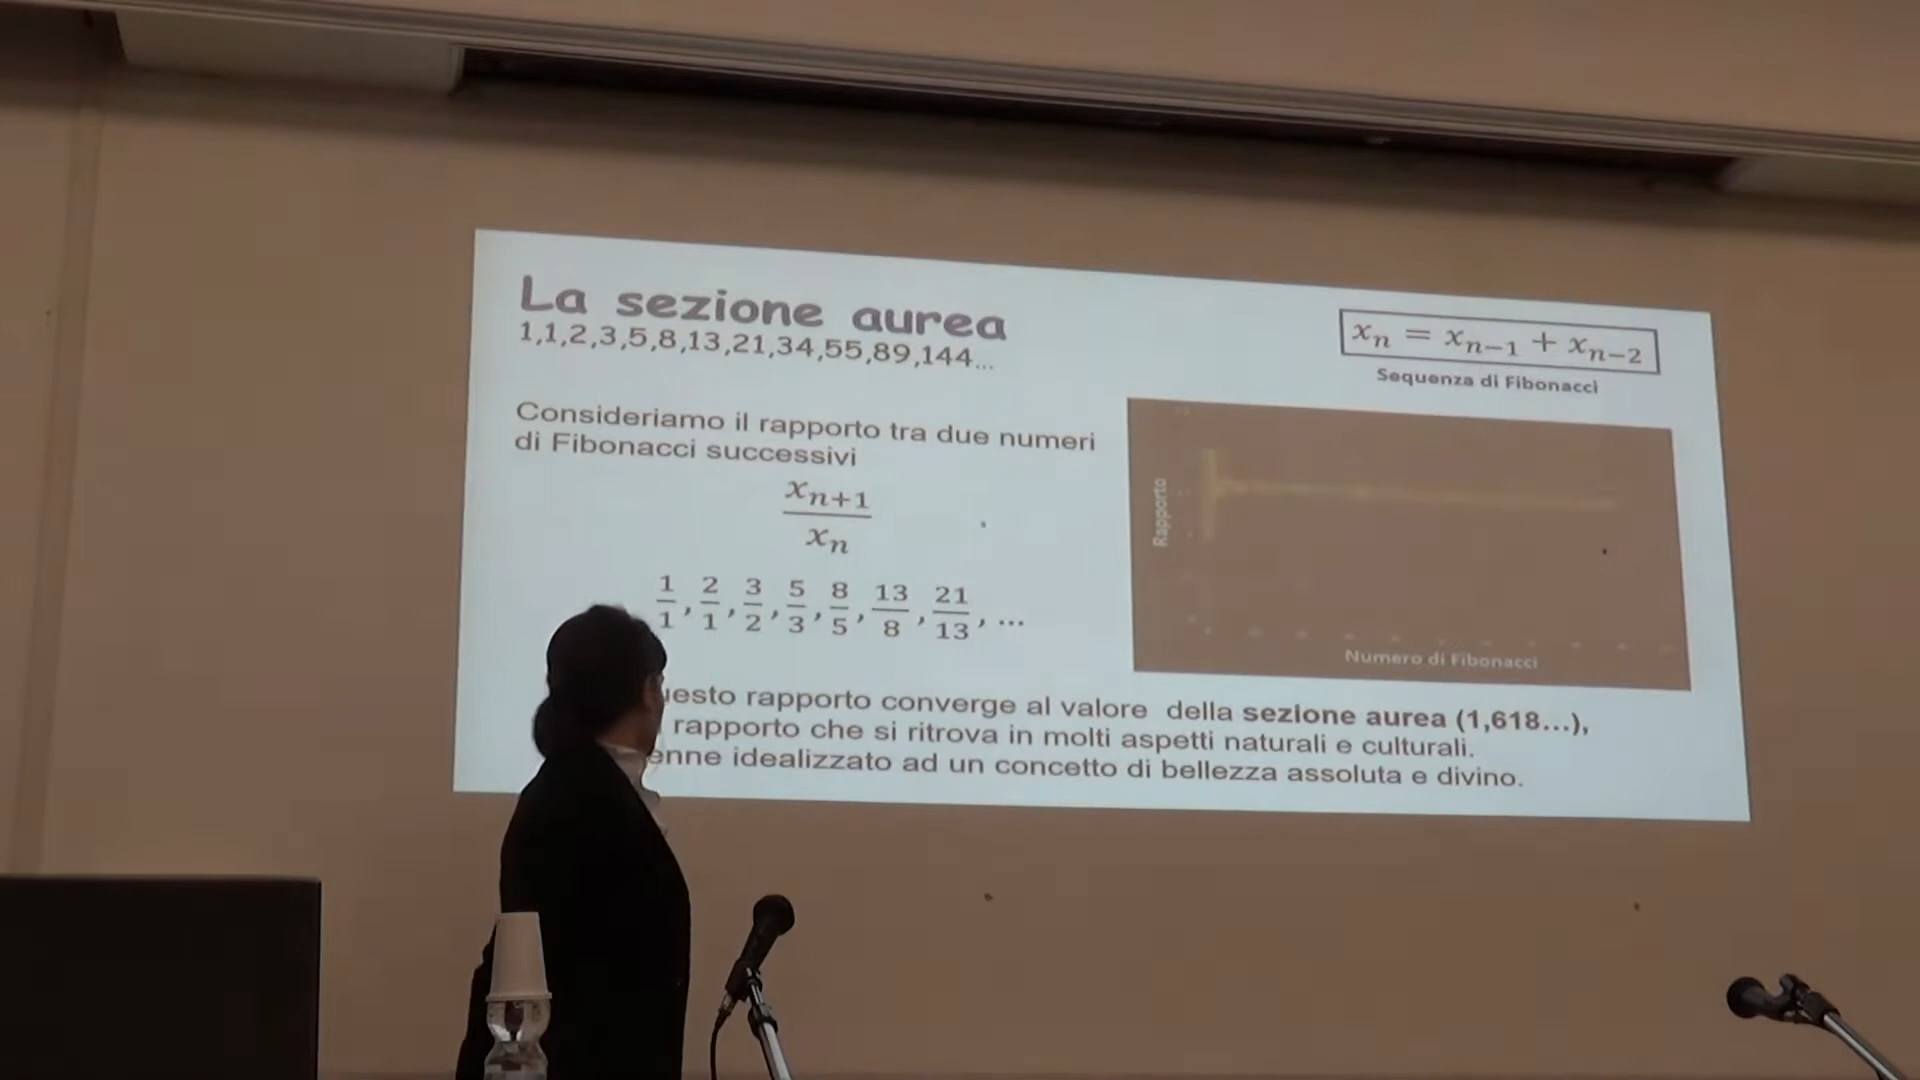 La sezione aurea
1,1,2,3,5,8,13,21,34,55,89,144...
xₙ = xₙ₋₁ + xₙ₋₂
Sequenza di Fibonacci
Consideriamo il rapporto tra due numeri
di Fibonacci successivi
xₙ₊₁
xₙ
1/1, 2/1, 3/2, 5/3, 8/5, 13/8, 21/13, ...
Rapporto
Numero di Fibonacci
uesto rapporto converge al valore della sezione aurea (1,618...),
rapporto che si ritrova in molti aspetti naturali e culturali.
enne idealizzato ad un concetto di bellezza assoluta e divino.